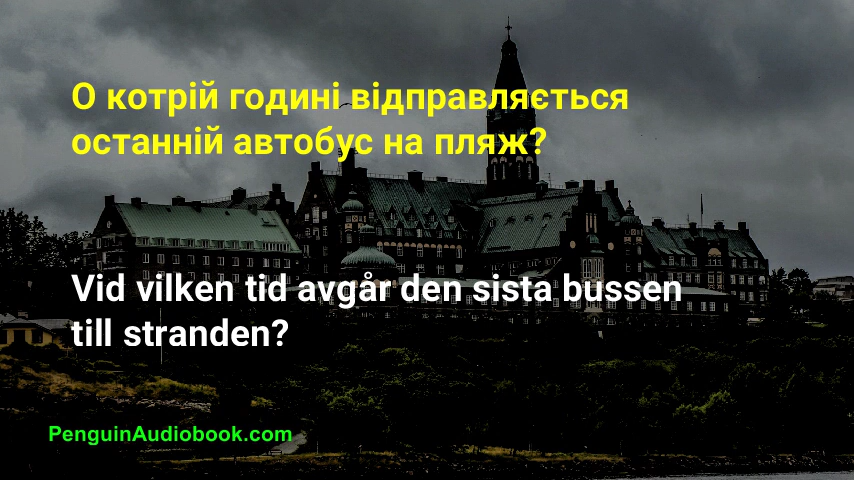 О котрій годині відправляється
останній автобус на пляж?
Vid vilken tid avgår den sista bussen
till stranden?
PenguinAudiobook.com